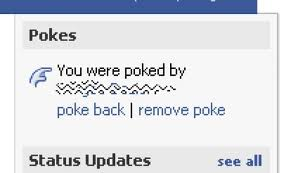 Pokes
You were poked by
poke back | remove poke
Status Updates see all